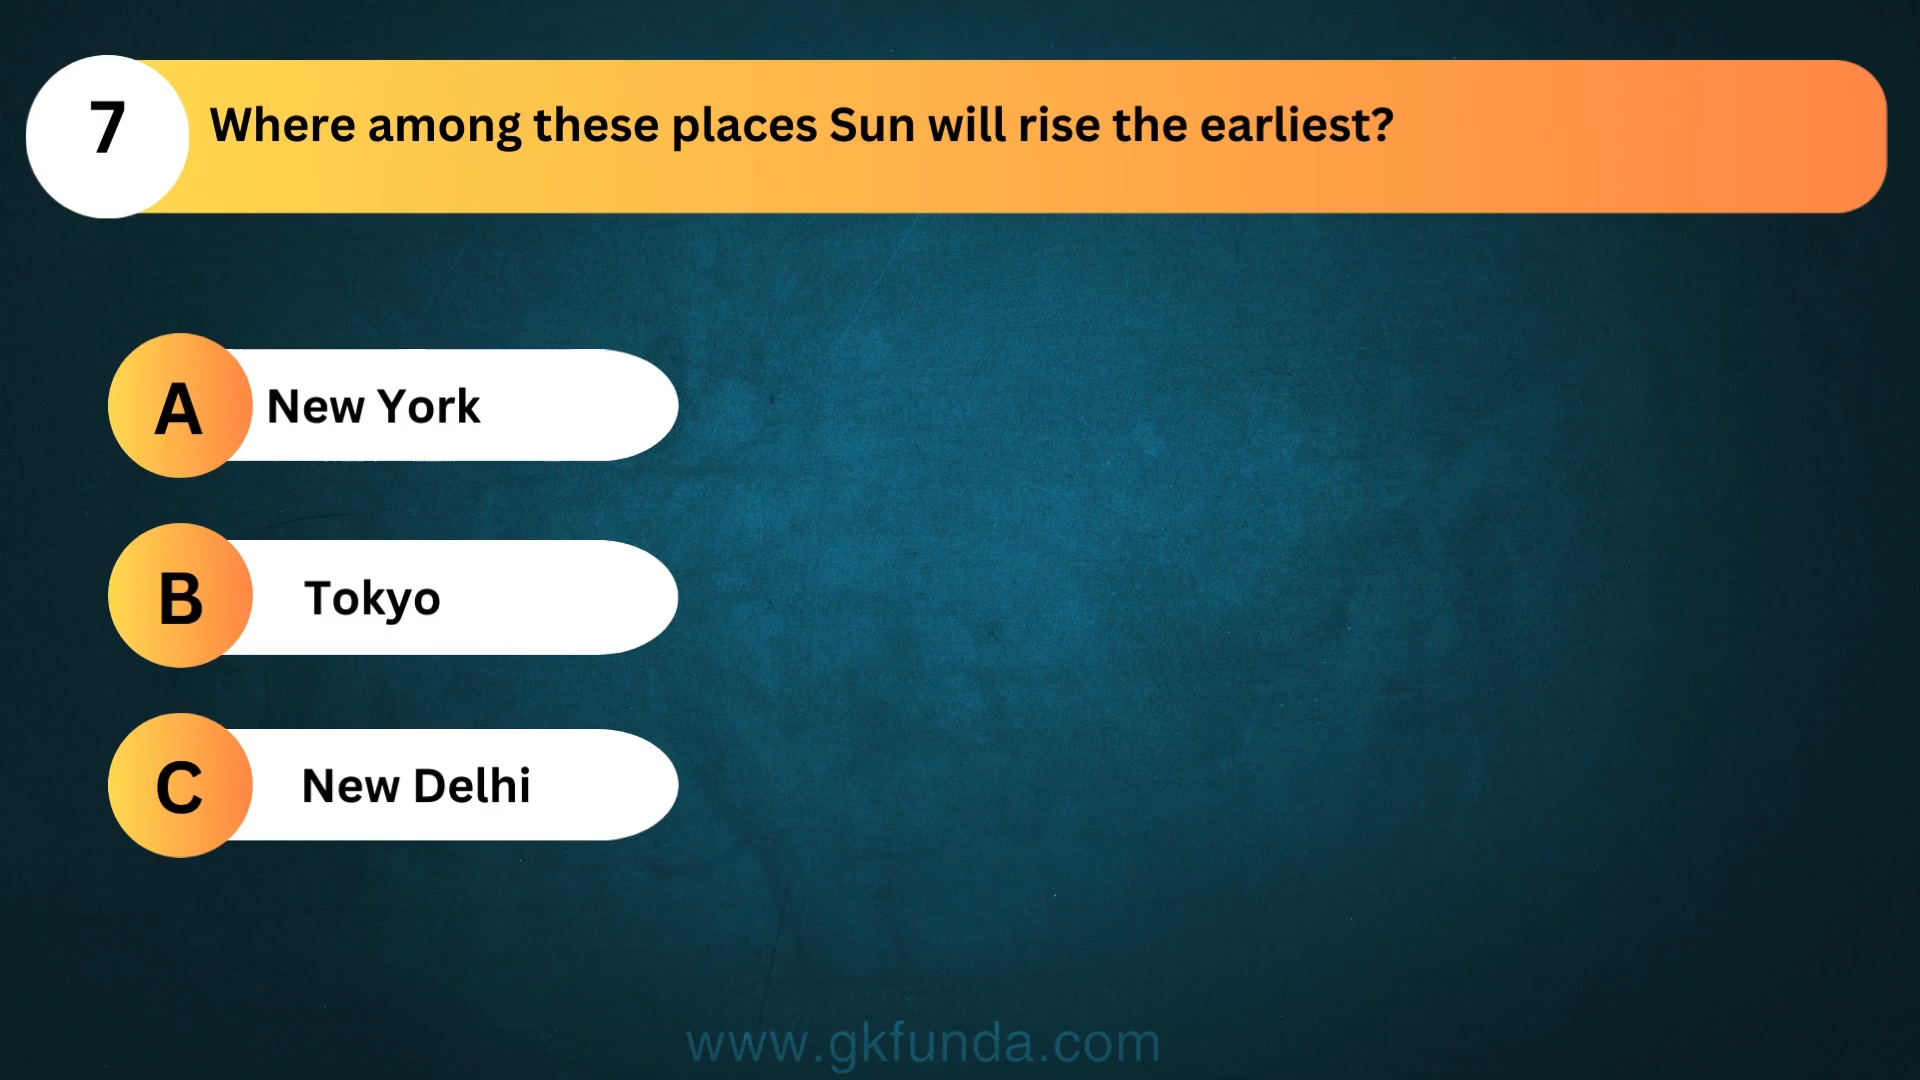 7
Where among these places Sun will rise the earliest?
A
New York
B
Tokyo
C
New Delhi
www.gkfunda.com